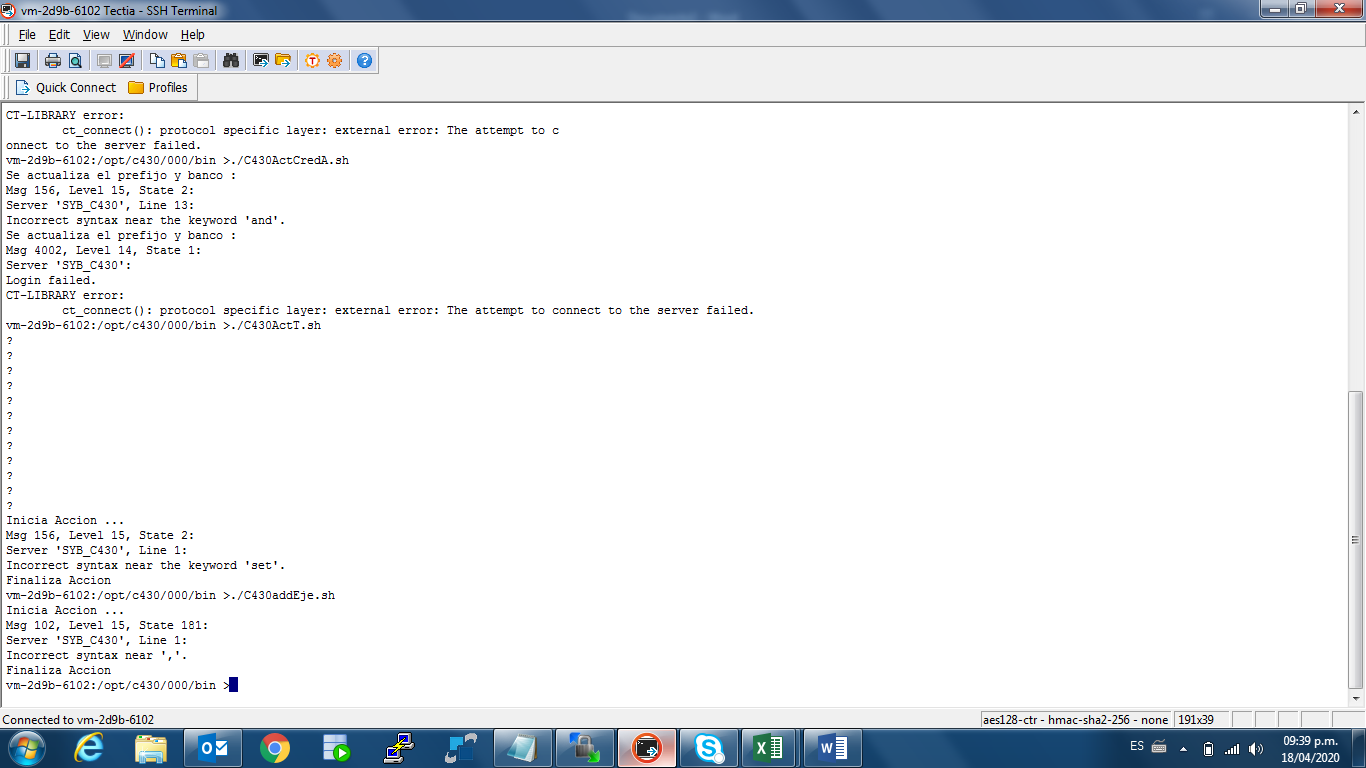 vm-2d9b-6102 Tectia - SSH Terminal
File Edit View Window Help
Quick Connect Profiles
CT-LIBRARY error:
ct_connect(): protocol specific layer: external error: The attempt to c
onnect to the server failed.
vm-2d9b-6102:/opt/c430/000/bin >./C430ActCredA.sh
Se actualiza el prefijo y banco :
Msg 156, Level 15, State 2:
Server 'SYB_C430', Line 13:
Incorrect syntax near the keyword 'and'.
Se actualiza el prefijo y banco :
Msg 4002, Level 14, State 1:
Server 'SYB_C430':
Login failed.
CT-LIBRARY error:
ct_connect(): protocol specific layer: external error: The attempt to connect to the server failed.
vm-2d9b-6102:/opt/c430/000/bin >./C430ActT.sh
?
?
?
?
?
?
?
?
?
?
?
?
Inicia Accion ...
Msg 156, Level 15, State 2:
Server 'SYB_C430', Line 1:
Incorrect syntax near the keyword 'set'.
Finaliza Accion
vm-2d9b-6102:/opt/c430/000/bin >./C430addEje.sh
Inicia Accion ...
Msg 102, Level 15, State 181:
Server 'SYB_C430', Line 1:
Incorrect syntax near ','.
Finaliza Accion
vm-2d9b-6102:/opt/c430/000/bin >
Connected to vm-2d9b-6102 aes128-ctr - hmac-sha2-256 - none 191x39
ES 09:39 p.m.
18/04/2020